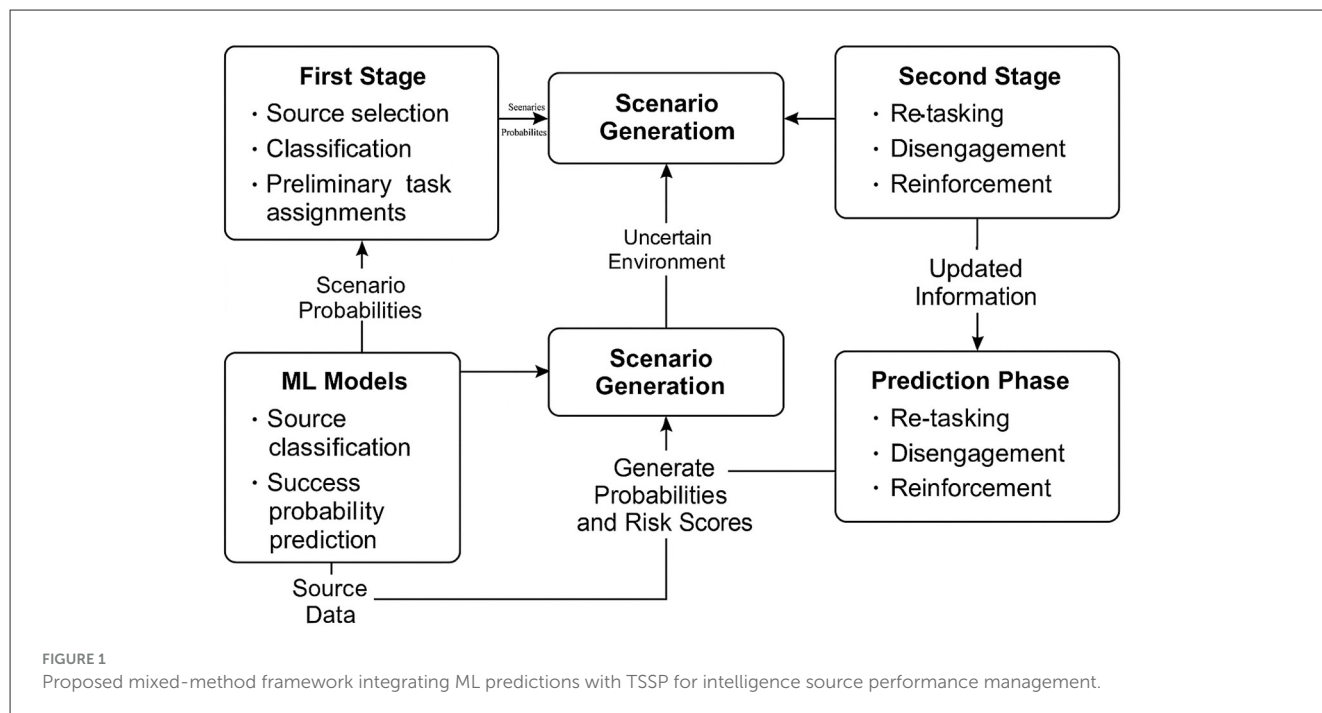 First Stage
· Source selection
· Classification
· Preliminary task
assignments
Seenaries
Probabilites
Scenario
Generatiom
Second Stage
· Re-tasking
· Disengagement
· Reinforcement
Scenario
Probabilities
Uncertain
Environment
Updated
Information
ML Models
· Source
classification
· Success
probability
prediction
Scenario
Generation
Prediction Phase
· Re-tasking
· Disengagement
· Reinforcement
Generate
Probabilities
and Risk Scores
Source
Data
FIGURE 1
Proposed mixed-method framework integrating ML predictions with TSSP for intelligence source performance management.